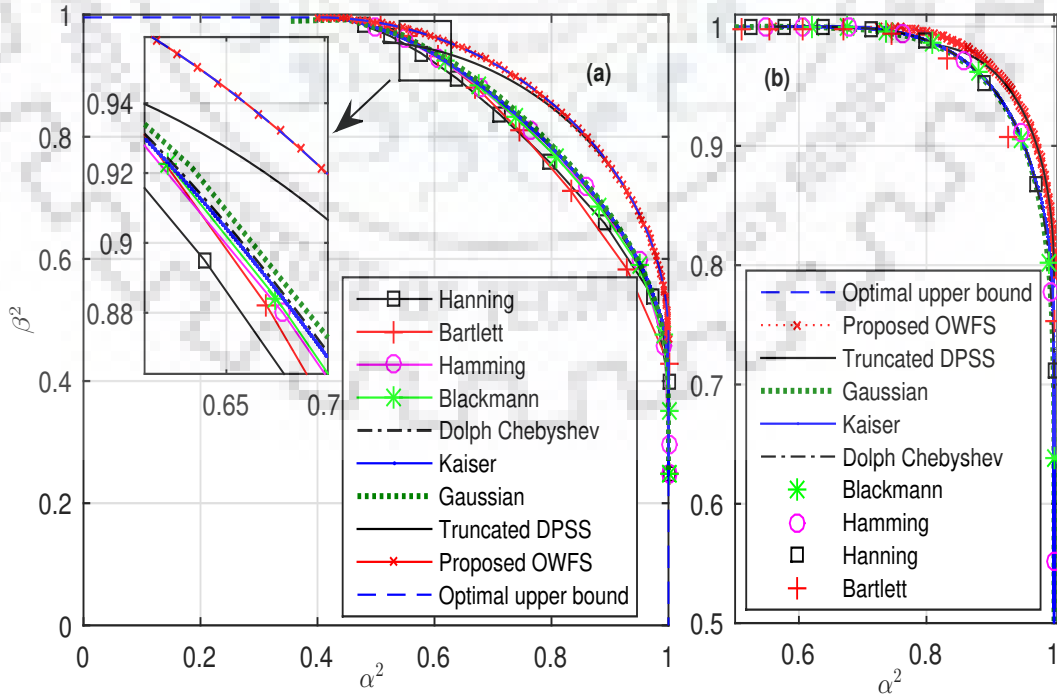 1
0.8
0.6
0.4
0.2
0
β²
0 0.2 0.4 0.6 0.8 1
α²
(a)
0.94
0.92
0.9
0.88
0.65 0.7
Hanning
Bartlett
Hamming
Blackmann
Dolph Chebyshev
Kaiser
Gaussian
Truncated DPSS
Proposed OWFS
Optimal upper bound
1
0.9
0.8
0.7
0.6
0.5
0.6 0.8 1
α²
(b)
Optimal upper bound
Proposed OWFS
Truncated DPSS
Gaussian
Kaiser
Dolph Chebyshev
Blackmann
Hamming
Hanning
Bartlett